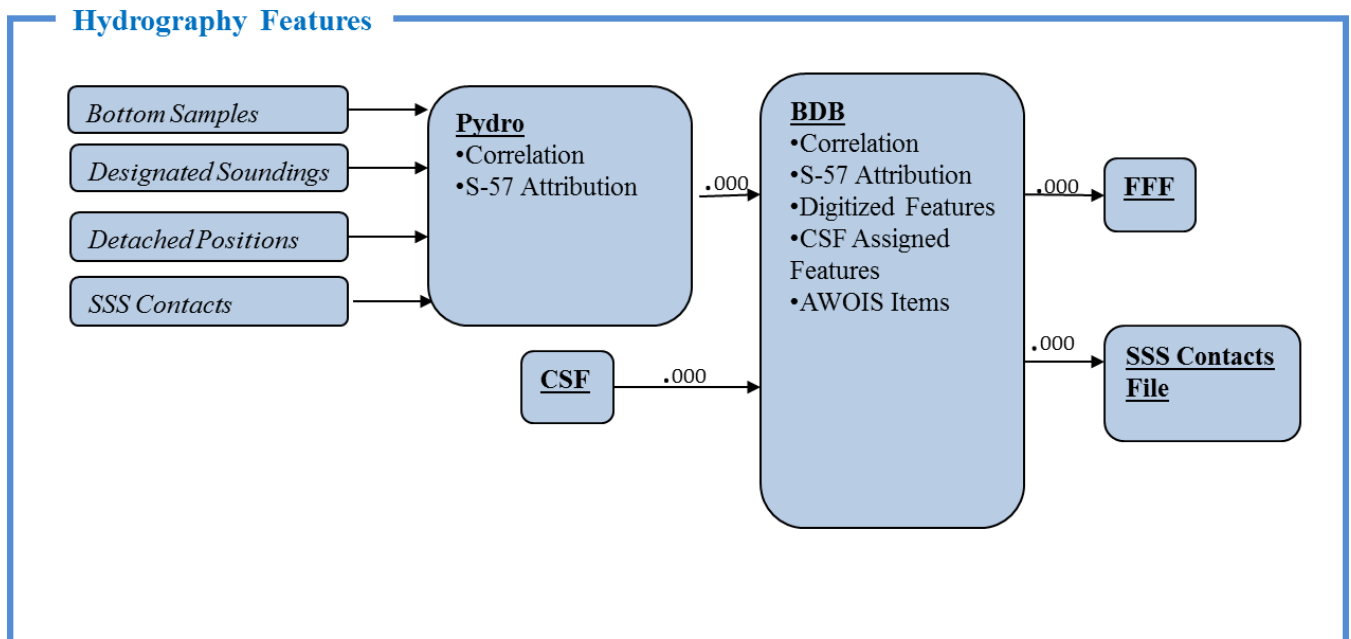 Hydrography Features
Bottom Samples
Designated Soundings
Detached Positions
SSS Contacts
Pydro
•Correlation
•S-57 Attribution
.000
CSF
.000
BDB
•Correlation
•S-57 Attribution
•Digitized Features
•CSF Assigned
Features
•AWOIS Items
.000
FFF
.000
SSS Contacts
File